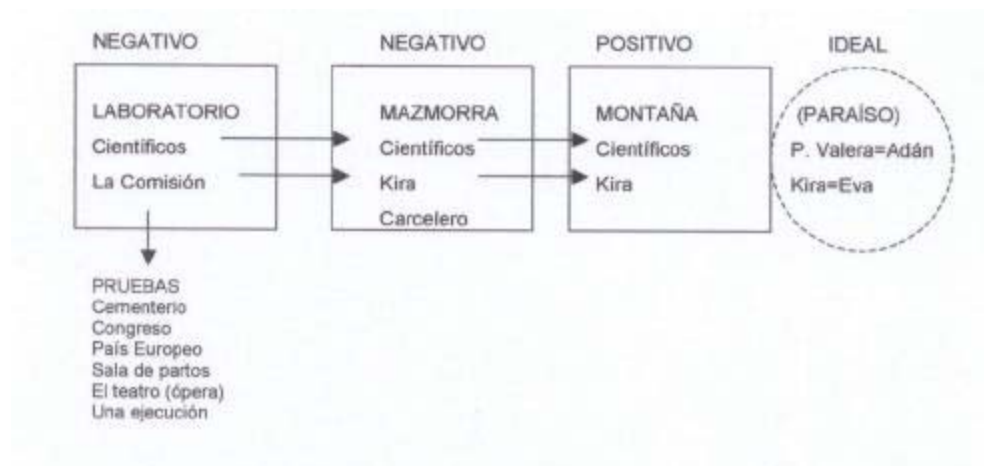 NEGATIVO
LABORATORIO
Científicos
La Comisión
PRUEBAS
Cementerio
Congreso
País Europeo
Sala de partos
El teatro (ópera)
Una ejecución
NEGATIVO
MAZMORRA
Científicos
Kira
Carcelero
POSITIVO
MONTAÑA
Científicos
Kira
IDEAL
(PARAÍSO)
P. Valera=Adán
Kira=Eva